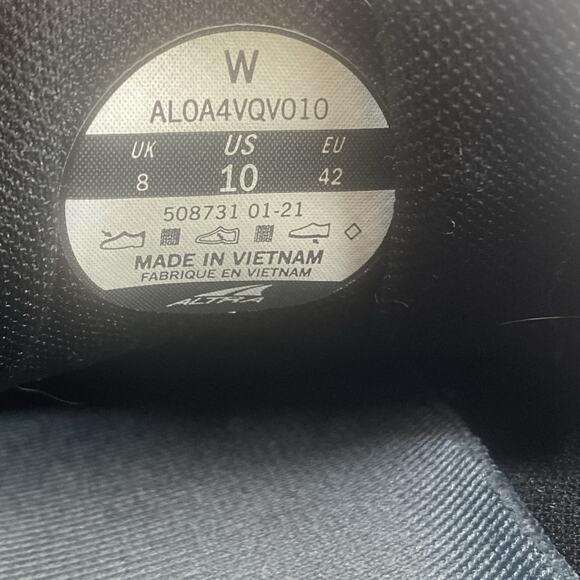 W
AL0A4VQV010
UK US EU
8 10 42
508731 01-21
MADE IN VIETNAM
FABRIQUE EN VIETNAM
ALTRA